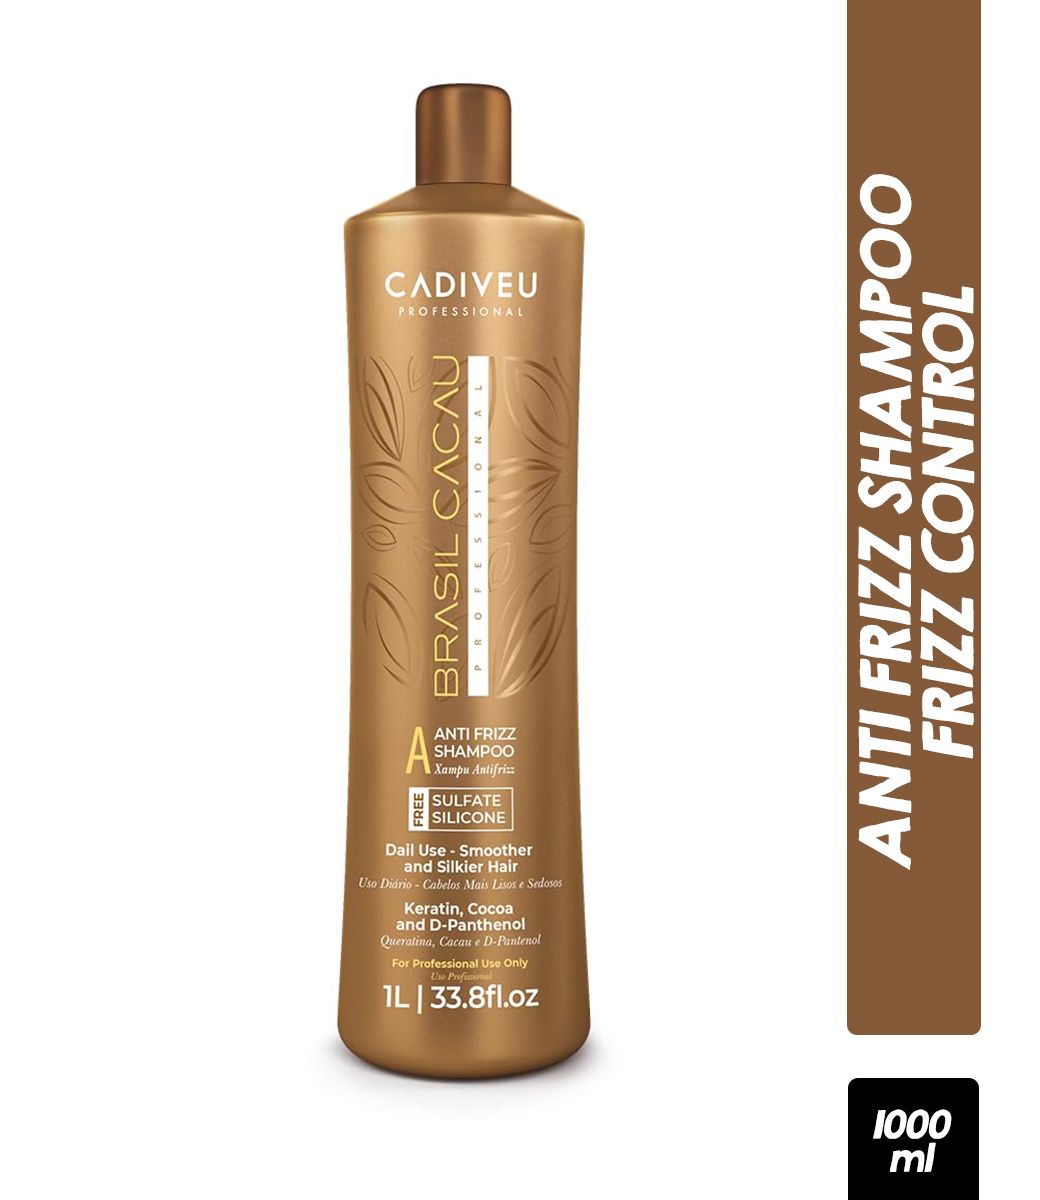 CADIVEU
PROFESSIONAL
BRASIL CACAU
PROFESSIONAL
A
ANTI FRIZZ
SHAMPOO
Xampu Antifrizz
FREE
SULFATE
SILICONE
Dail Use - Smoother
and Silkier Hair
Uso Diário - Cabelos Mais Lisos e Sedosos
Keratin, Cocoa
and D-Panthenol
Queratina, Cacau e D-Pantenol
For Professional Use Only
Uso Profissional
1L | 33.8fl.oz
ANTI FRIZZ SHAMPOO
FRIZZ CONTROL
1000
ml